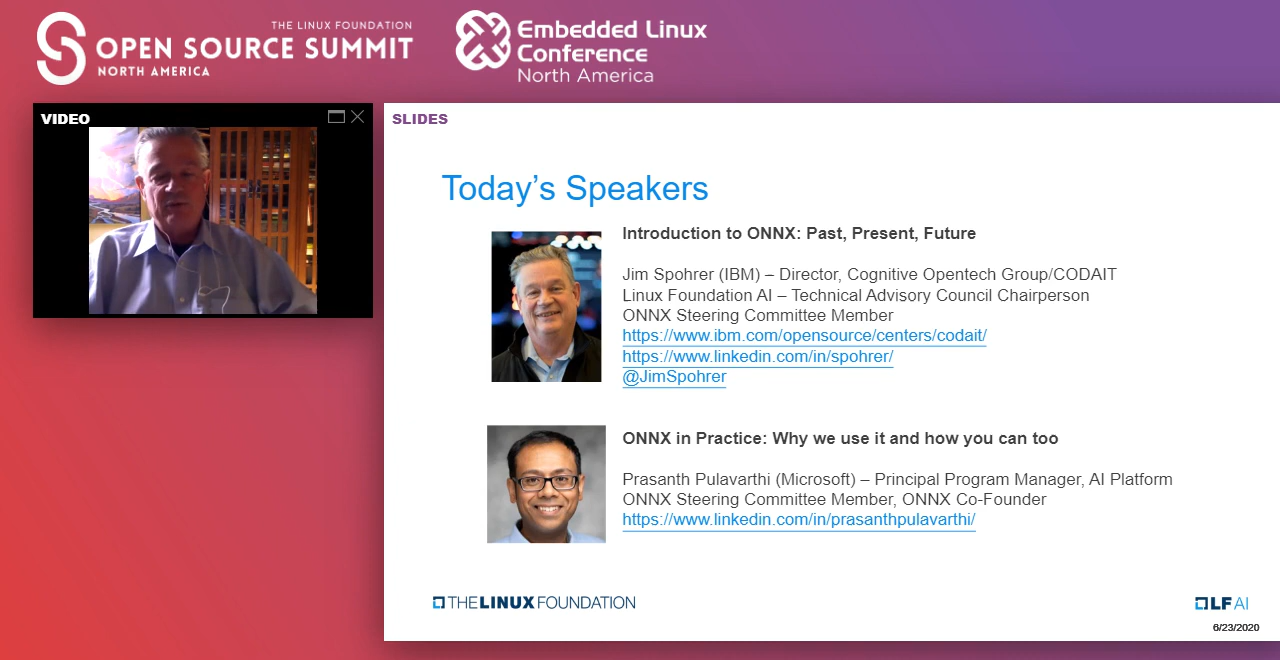 THE LINUX FOUNDATION
OPEN SOURCE SUMMIT
NORTH AMERICA
Embedded Linux
Conference
North America
VIDEO
SLIDES
Today’s Speakers
Introduction to ONNX: Past, Present, Future
Jim Spohrer (IBM) – Director, Cognitive Opentech Group/CODAIT
Linux Foundation AI – Technical Advisory Council Chairperson
ONNX Steering Committee Member
https://www.ibm.com/opensource/centers/codait/
https://www.linkedin.com/in/spohrer/
@JimSpohrer
ONNX in Practice: Why we use it and how you can too
Prasanth Pulavarthi (Microsoft) – Principal Program Manager, AI Platform
ONNX Steering Committee Member, ONNX Co-Founder
https://www.linkedin.com/in/prasanthpulavarthi/
THE LINUX FOUNDATION
LF AI
6/23/2020